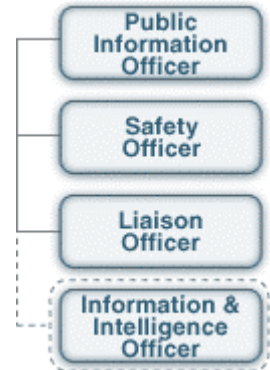 Public
Information
Officer
Safety
Officer
Liaison
Officer
Information &
Intelligence
Officer